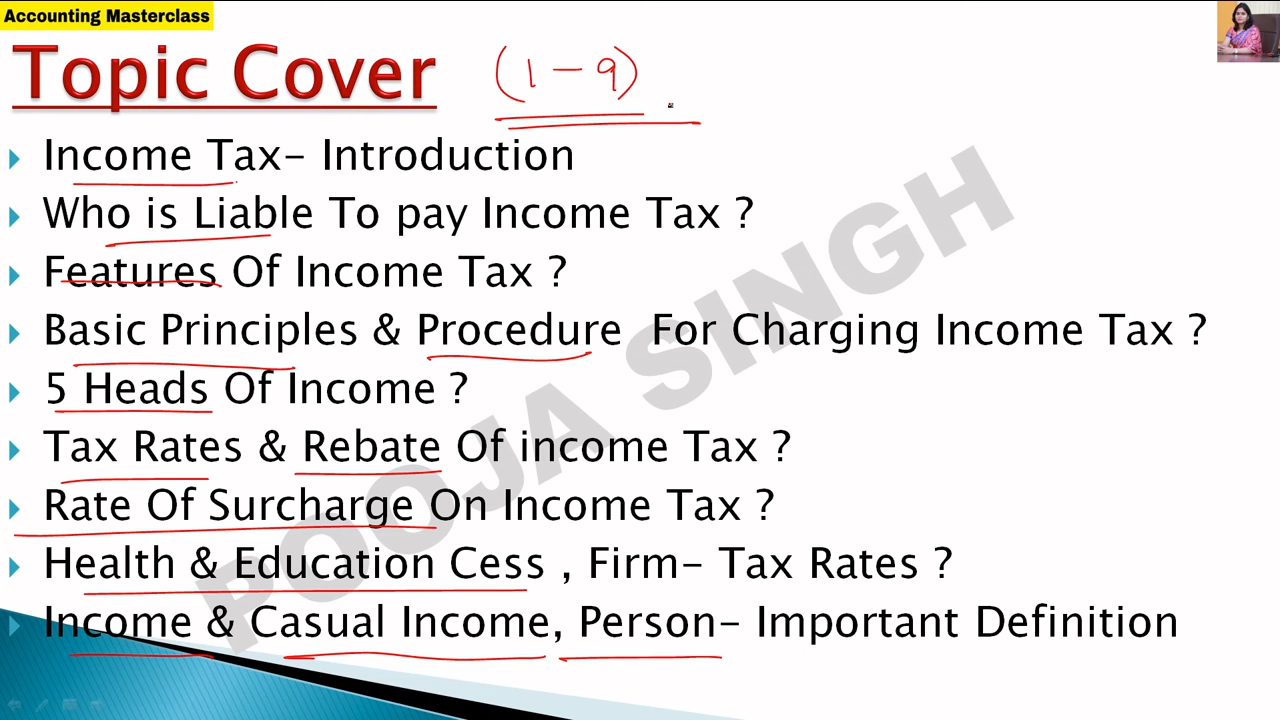 Accounting Masterclass
Topic Cover (1-9)
Income Tax- Introduction
Who is Liable To pay Income Tax ?
Features Of Income Tax ?
Basic Principles & Procedure For Charging Income Tax ?
5 Heads Of Income ?
Tax Rates & Rebate Of income Tax ?
Rate Of Surcharge On Income Tax ?
Health & Education Cess , Firm- Tax Rates ?
Income & Casual Income, Person- Important Definition
POOJA SINGH